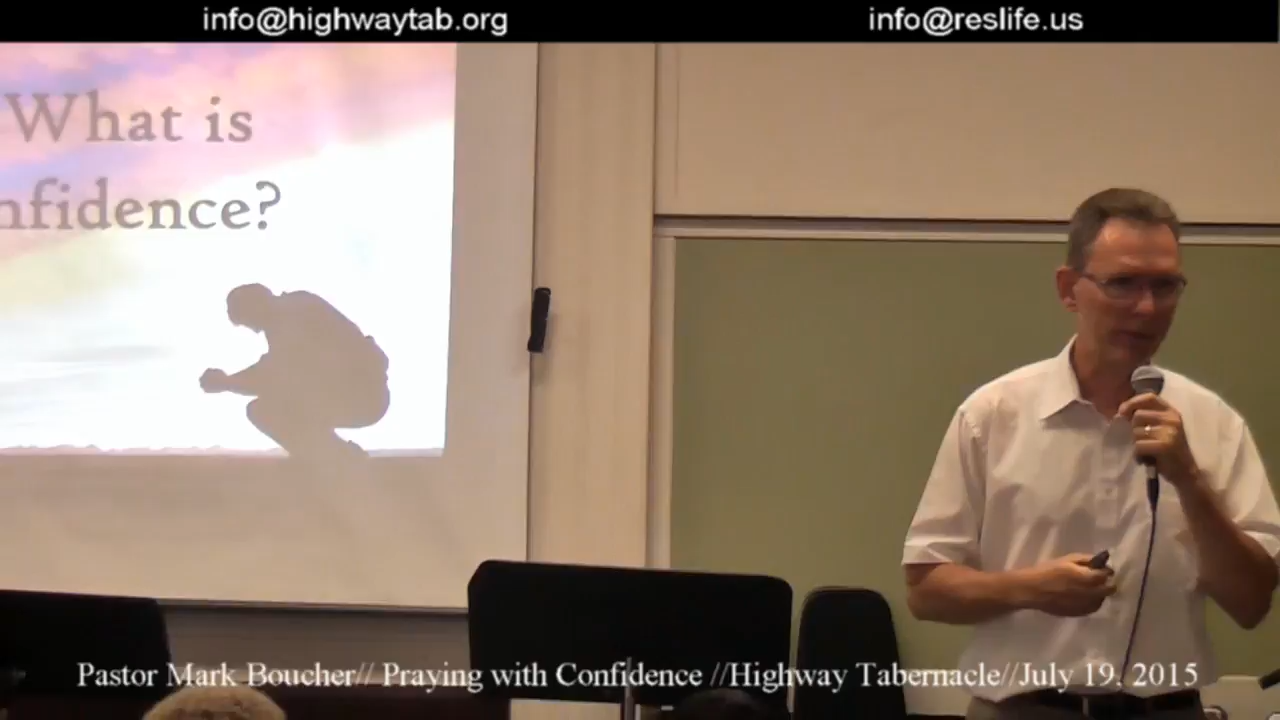 info@highwaytab.org
info@reslife.us
What is
nfidence?
Pastor Mark Boucher// Praying with Confidence //Highway Tabernacle//July 19, 2015